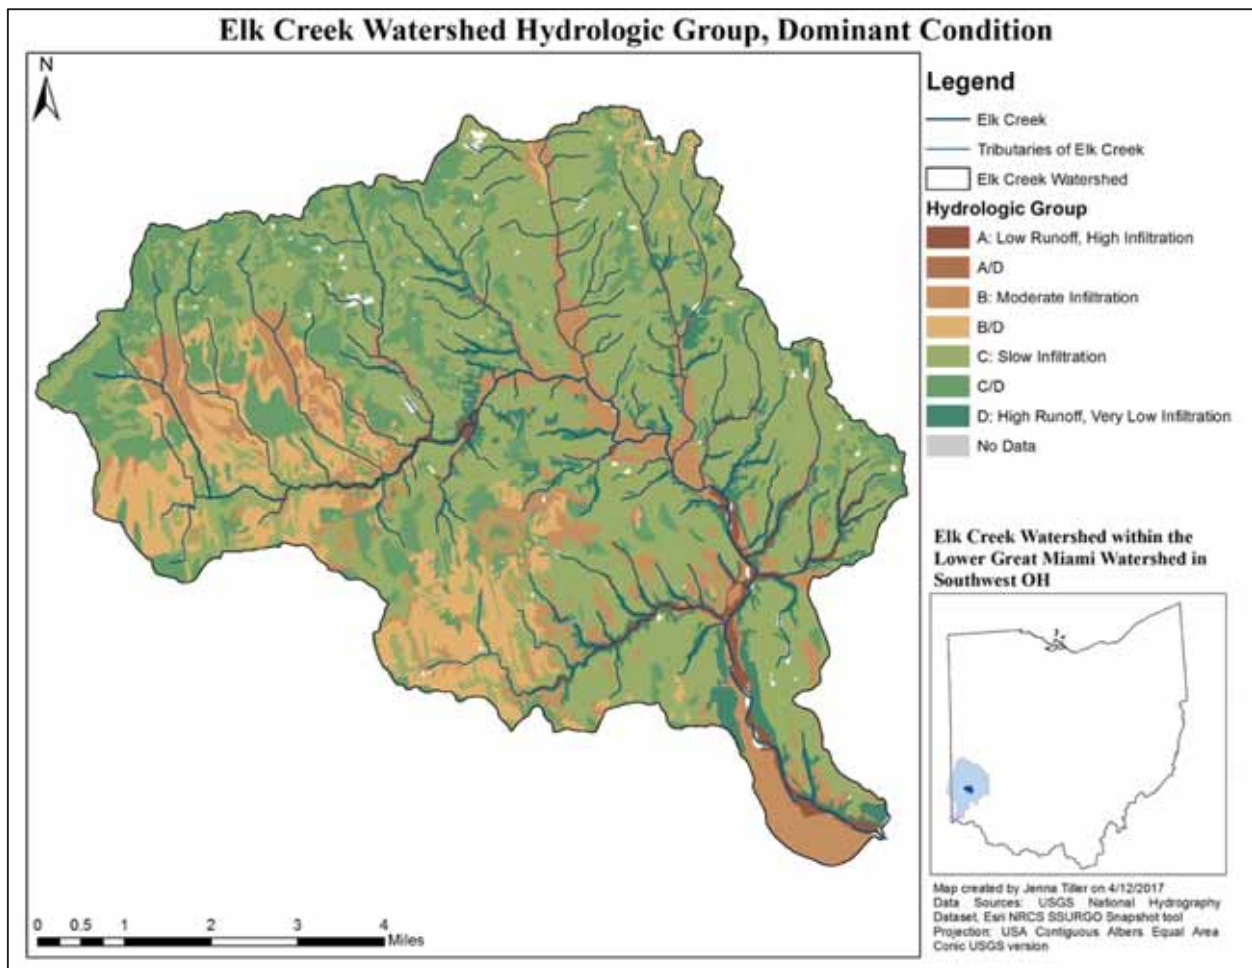 Elk Creek Watershed Hydrologic Group, Dominant Condition
N
Legend
Elk Creek
Tributaries of Elk Creek
Elk Creek Watershed
Hydrologic Group
A: Low Runoff, High Infiltration
A/D
B: Moderate Infiltration
B/D
C: Slow Infiltration
C/D
D: High Runoff, Very Low Infiltration
No Data
Elk Creek Watershed within the
Lower Great Miami Watershed in
Southwest OH
Map created by Jenna Tiller on 4/12/2017
Data Sources: USGS National Hydrography
Dataset, Esri NRCS SSURGO Snapshot tool
Projection: USA Contiguous Albers Equal Area
Conic USGS version
0 0.5 1 2 3 4
Miles